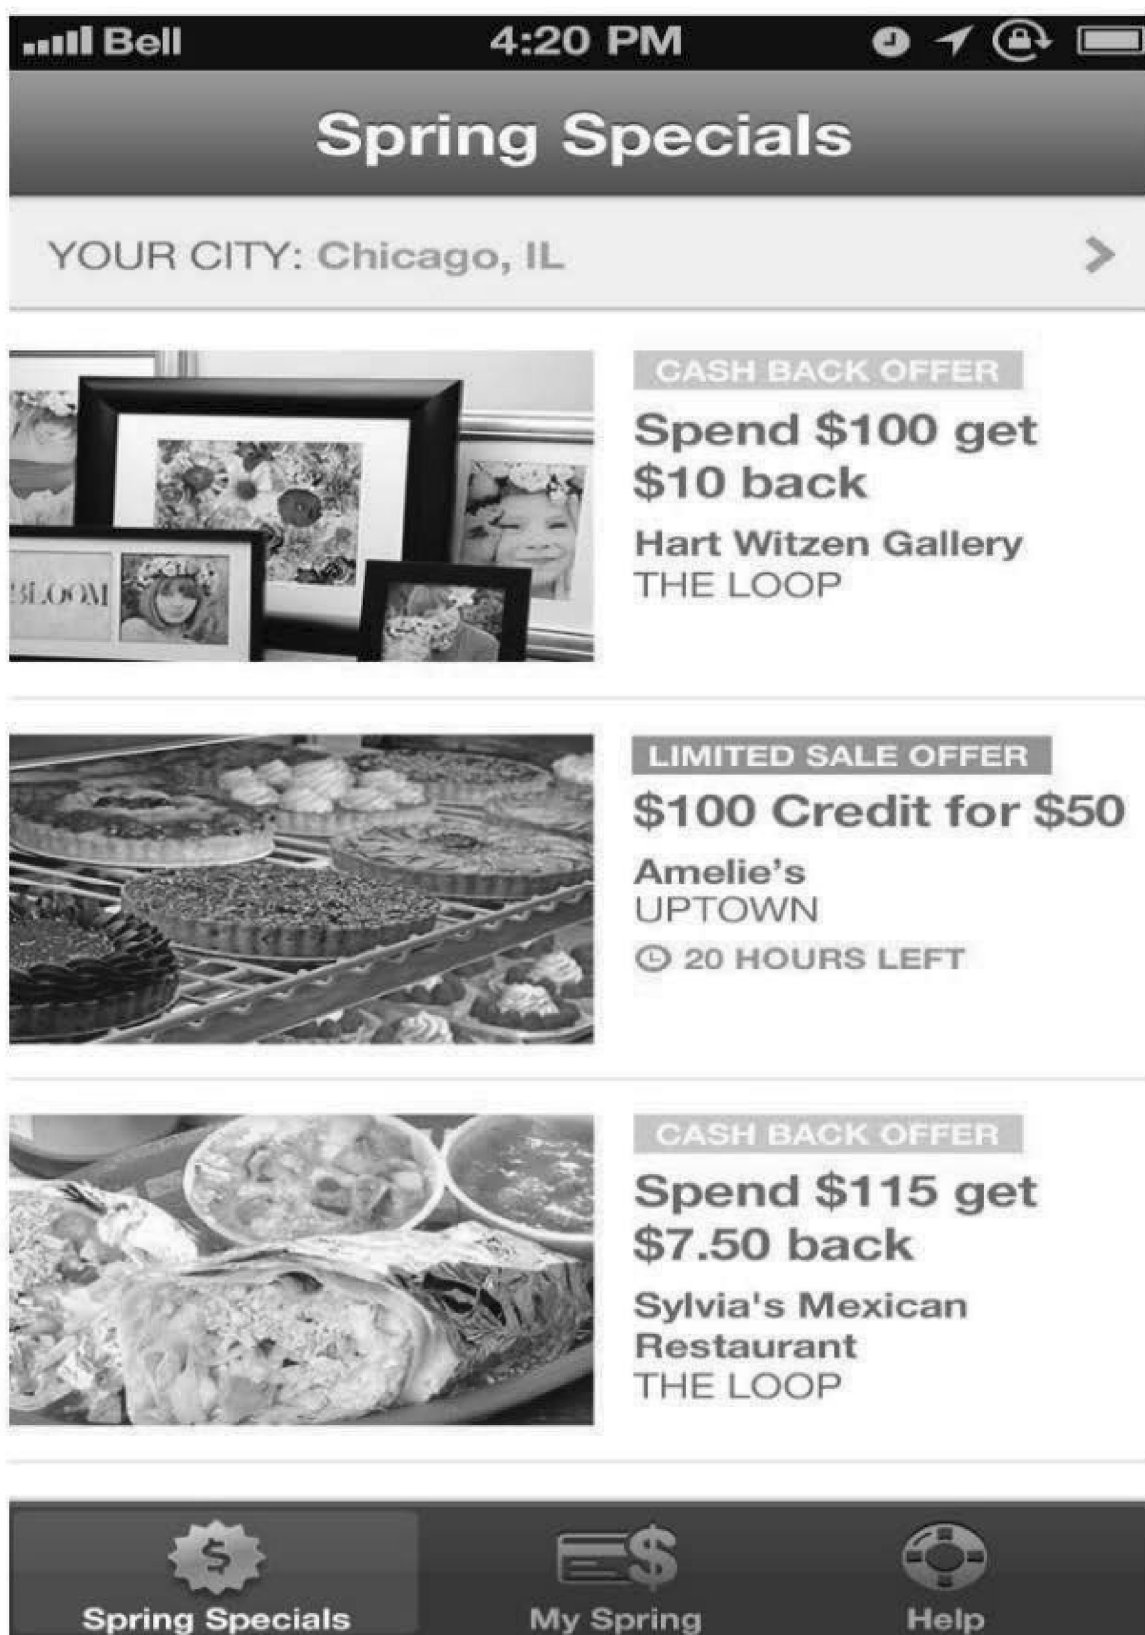 Bell 4:20 PM
Spring Specials
YOUR CITY: Chicago, IL
CASH BACK OFFER
Spend $100 get
$10 back
Hart Witzen Gallery
THE LOOP
BLOOM
LIMITED SALE OFFER
$100 Credit for $50
Amelie's
UPTOWN
20 HOURS LEFT
CASH BACK OFFER
Spend $115 get
$7.50 back
Sylvia's Mexican
Restaurant
THE LOOP
Spring Specials My Spring Help